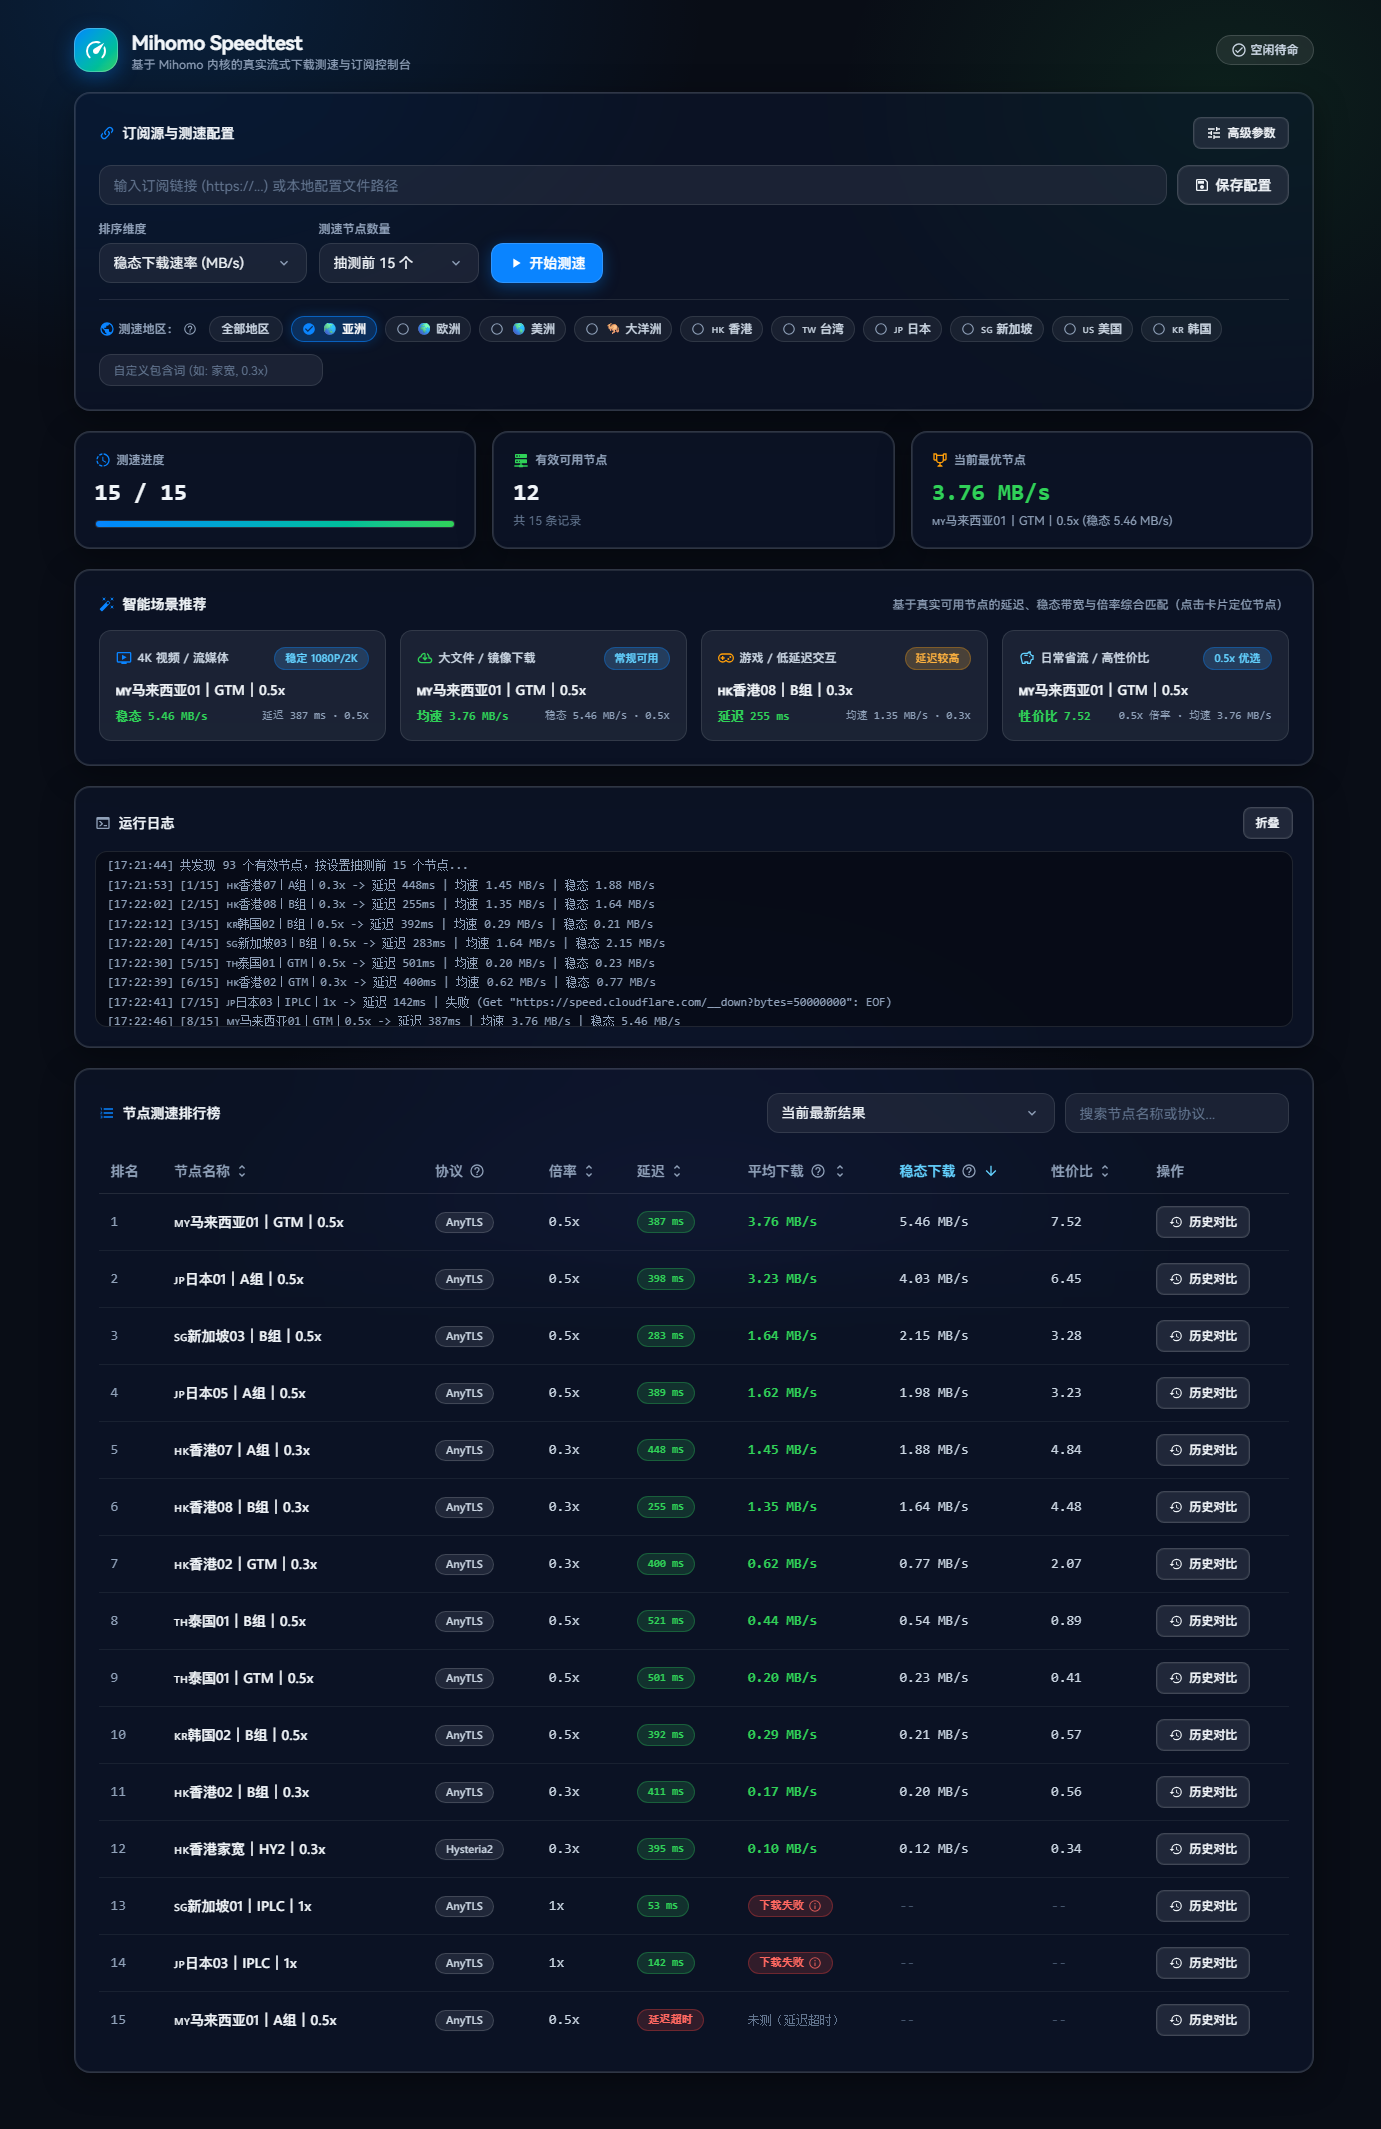 Mihomo Speedtest
基于 Mihomo 内核的真实流式下载测速与订阅控制台
空闲待命
订阅源与测速配置
高级参数
输入订阅链接 (https://...) 或本地配置文件路径
保存配置
排序维度
测速节点数量
稳态下载速率 (MB/s)
抽测前 15 个
开始测速
测速地区： 全部地区 亚洲 欧洲 美洲 大洋洲 HK 香港 TW 台湾 JP 日本 SG 新加坡 US 美国 KR 韩国
自定义包含词 (如: 家宽, 0.3x)
测速进度
15 / 15
有效可用节点
12
共 15 条记录
当前最优节点
3.76 MB/s
MY马来西亚01 | GTM | 0.5x (稳态 5.46 MB/s)
智能场景推荐
基于真实可用节点的延迟、稳态带宽与倍率综合匹配（点击卡片定位节点）
4K 视频 / 流媒体 稳定 1080P/2K
MY马来西亚01 | GTM | 0.5x
稳态 5.46 MB/s 延迟 387 ms · 0.5x
大文件 / 镜像下载 常规可用
MY马来西亚01 | GTM | 0.5x
均速 3.76 MB/s 稳态 5.46 MB/s · 0.5x
游戏 / 低延迟交互 延迟较高
HK香港08 | B组 | 0.3x
延迟 255 ms 均速 1.35 MB/s · 0.3x
日常省流 / 高性价比 0.5x 优选
MY马来西亚01 | GTM | 0.5x
性价比 7.52 0.5x 倍率 · 均速 3.76 MB/s
运行日志
折叠
[17:21:44] 共发现 93 个有效节点，按设置抽测前 15 个节点...
[17:21:53] [1/15] HK香港07 | A组 | 0.3x -> 延迟 448ms | 均速 1.45 MB/s | 稳态 1.88 MB/s
[17:22:02] [2/15] HK香港08 | B组 | 0.3x -> 延迟 255ms | 均速 1.35 MB/s | 稳态 1.64 MB/s
[17:22:12] [3/15] KR韩国02 | B组 | 0.5x -> 延迟 392ms | 均速 0.29 MB/s | 稳态 0.21 MB/s
[17:22:20] [4/15] SG新加坡03 | B组 | 0.5x -> 延迟 283ms | 均速 1.64 MB/s | 稳态 2.15 MB/s
[17:22:30] [5/15] TH泰国01 | GTM | 0.5x -> 延迟 501ms | 均速 0.20 MB/s | 稳态 0.23 MB/s
[17:22:39] [6/15] HK香港02 | GTM | 0.3x -> 延迟 400ms | 均速 0.62 MB/s | 稳态 0.77 MB/s
[17:22:41] [7/15] JP日本03 | IPLC | 1x -> 延迟 142ms | 失败 (Get "https://speed.cloudflare.com/__down?bytes=50000000": EOF)
[17:22:46] [8/15] MY马来西亚01 | GTM | 0.5x -> 延迟 387ms | 均速 3.76 MB/s | 稳态 5.46 MB/s
节点测速排行榜
当前最新结果
搜索节点名称或协议...
排名 节点名称 协议 倍率 延迟 平均下载 稳态下载 性价比 操作
1 MY马来西亚01 | GTM | 0.5x AnyTLS 0.5x 387 ms 3.76 MB/s 5.46 MB/s 7.52 历史对比
2 JP日本01 | A组 | 0.5x AnyTLS 0.5x 398 ms 3.23 MB/s 4.03 MB/s 6.45 历史对比
3 SG新加坡03 | B组 | 0.5x AnyTLS 0.5x 283 ms 1.64 MB/s 2.15 MB/s 3.28 历史对比
4 JP日本05 | A组 | 0.5x AnyTLS 0.5x 389 ms 1.62 MB/s 1.98 MB/s 3.23 历史对比
5 HK香港07 | A组 | 0.3x AnyTLS 0.3x 448 ms 1.45 MB/s 1.88 MB/s 4.84 历史对比
6 HK香港08 | B组 | 0.3x AnyTLS 0.3x 255 ms 1.35 MB/s 1.64 MB/s 4.48 历史对比
7 HK香港02 | GTM | 0.3x AnyTLS 0.3x 400 ms 0.62 MB/s 0.77 MB/s 2.07 历史对比
8 TH泰国01 | B组 | 0.5x AnyTLS 0.5x 521 ms 0.44 MB/s 0.54 MB/s 0.89 历史对比
9 TH泰国01 | GTM | 0.5x AnyTLS 0.5x 501 ms 0.20 MB/s 0.23 MB/s 0.41 历史对比
10 KR韩国02 | B组 | 0.5x AnyTLS 0.5x 392 ms 0.29 MB/s 0.21 MB/s 0.57 历史对比
11 HK香港02 | B组 | 0.3x AnyTLS 0.3x 411 ms 0.17 MB/s 0.20 MB/s 0.56 历史对比
12 HK香港家宽 | HY2 | 0.3x Hysteria2 0.3x 395 ms 0.10 MB/s 0.12 MB/s 0.34 历史对比
13 SG新加坡01 | IPLC | 1x AnyTLS 1x 53 ms 下载失败 -- -- 历史对比
14 JP日本03 | IPLC | 1x AnyTLS 1x 142 ms 下载失败 -- -- 历史对比
15 MY马来西亚01 | A组 | 0.5x AnyTLS 0.5x 延迟超时 未测（延迟超时） -- -- 历史对比